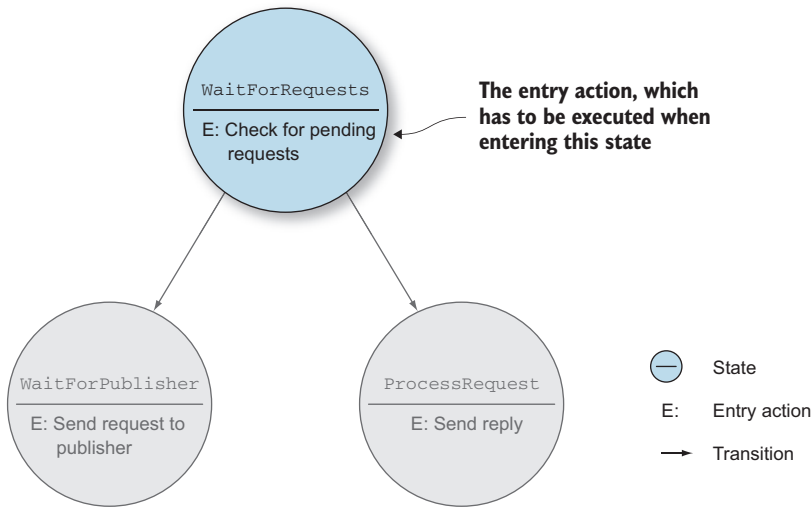 WaitForRequests
E: Check for pending
requests
The entry action, which
has to be executed when
entering this state
WaitForPublisher
E: Send request to
publisher
ProcessRequest
E: Send reply
State
E: Entry action
Transition